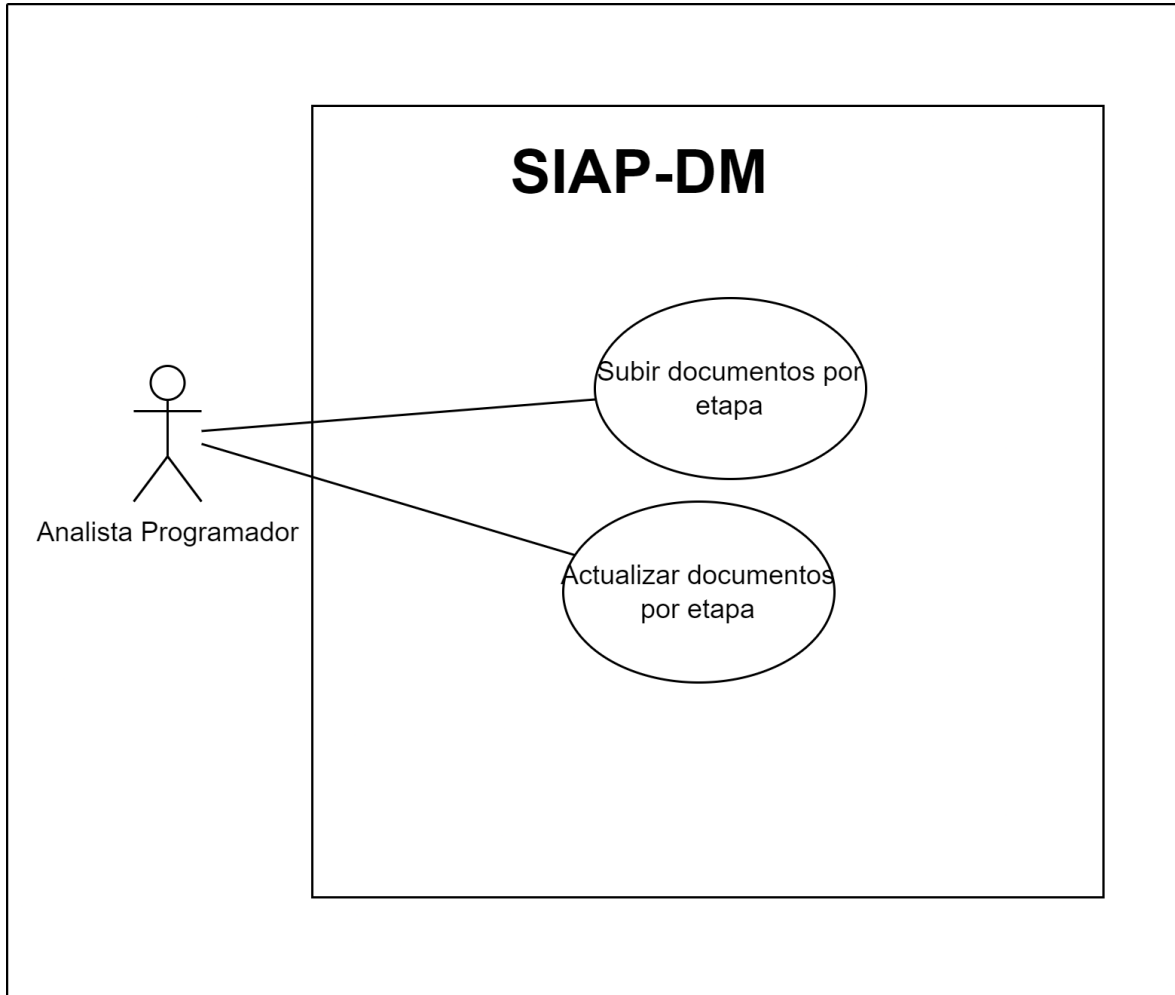 SIAP-DM
Subir documentos por
etapa
Analista Programador
Actualizar documentos
por etapa